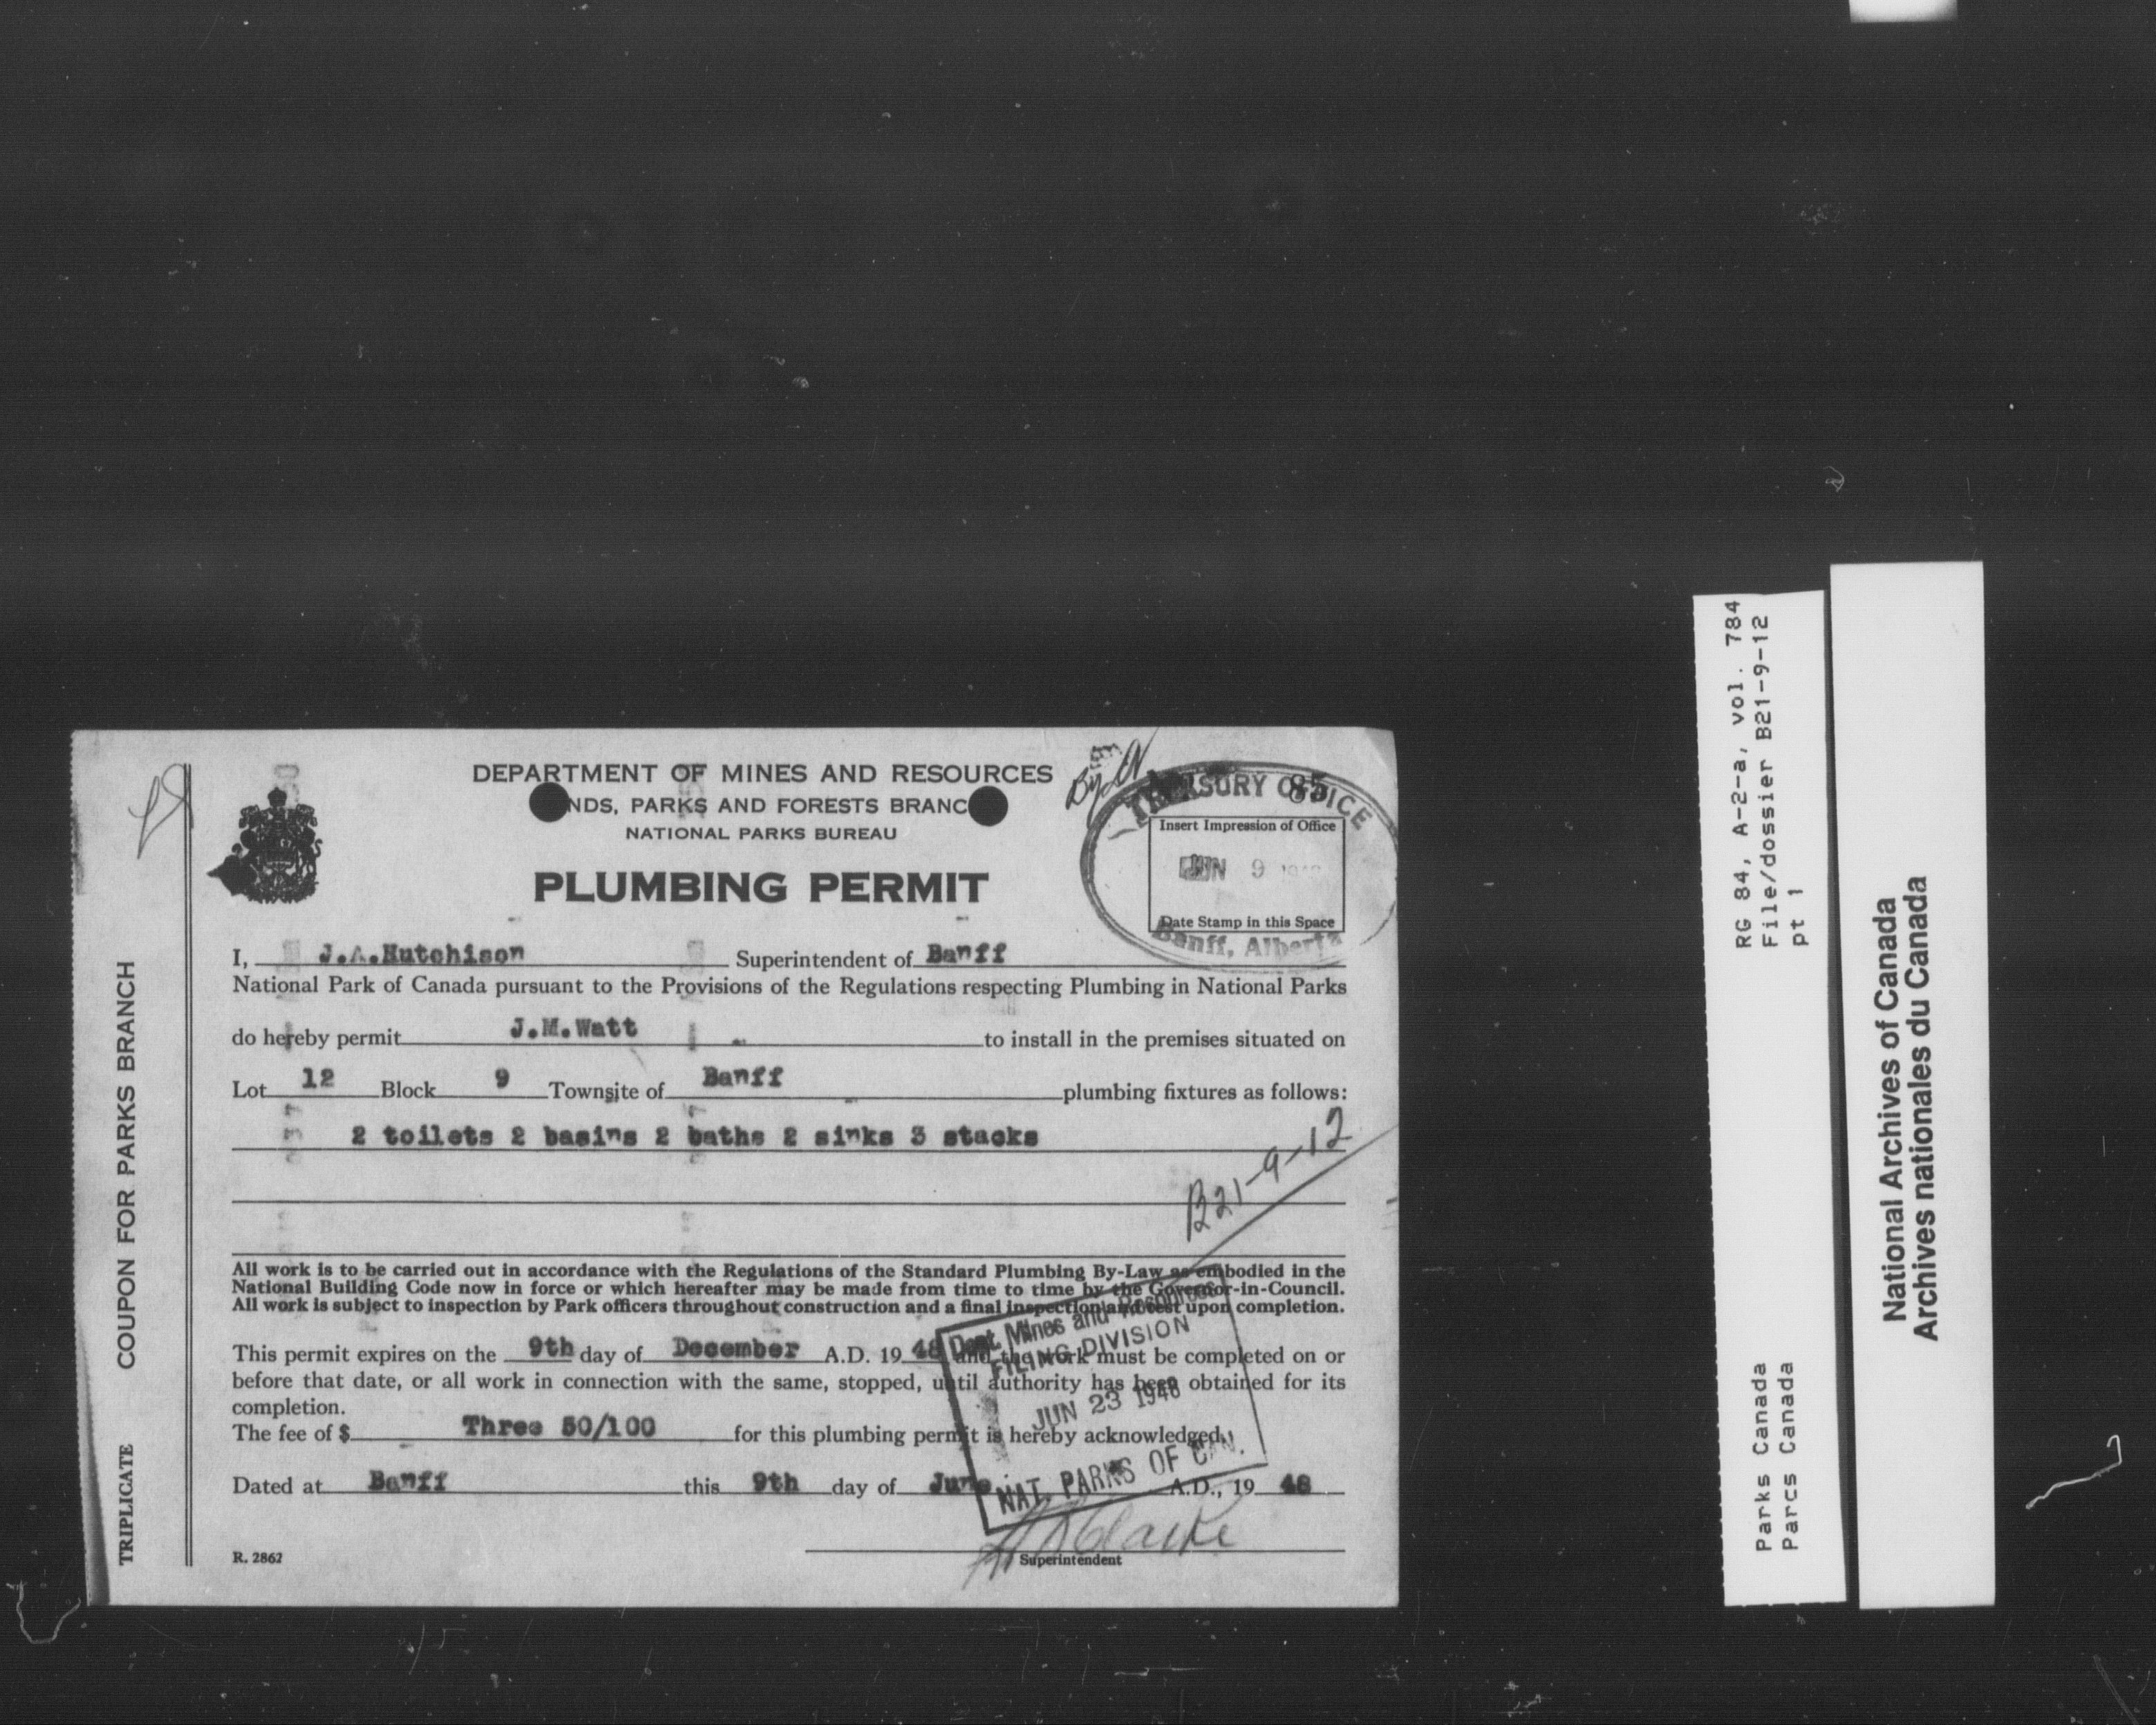 DEPARTMENT OF MINES AND RESOURCES
NDS, PARKS AND FORESTS BRANC
NATIONAL PARKS BUREAU
PLUMBING PERMIT
TREASURY OFFICE
85
Insert Impression of Office
JUN 9
Date Stamp in this Space
Banff, Alberta
I, J.A.Hutchison Superintendent of Banff
National Park of Canada pursuant to the Provisions of the Regulations respecting Plumbing in National Parks
do hereby permit J.M.Watt to install in the premises situated on
Lot 12 Block 9 Townsite of Banff plumbing fixtures as follows:
2 toilets 2 basins 2 baths 2 sinks 3 stacks
B21-9-12
All work is to be carried out in accordance with the Regulations of the Standard Plumbing By-Law as embodied in the
National Building Code now in force or which hereafter may be made from time to time by the Governor-in-Council.
All work is subject to inspection by Park officers throughout construction and a final inspection and test upon completion.
This permit expires on the 9th day of December A.D. 19 48 and the work must be completed on or
before that date, or all work in connection with the same, stopped, until authority has been obtained for its
completion.
The fee of $ Three 50/100 for this plumbing permit is hereby acknowledged.
Dated at Banff this 9th day of June A.D., 19 48
Dept. Mines and Resources
FILING DIVISION
JUN 23 1948
NAT. PARKS OF CAN.
R. 2862
Superintendent
TRIPLICATE COUPON FOR PARKS BRANCH
RG 84, A-2-a, vol. 784
File/dossier B21-9-12
pt 1
Parks Canada
Parcs Canada
National Archives of Canada
Archives nationales du Canada